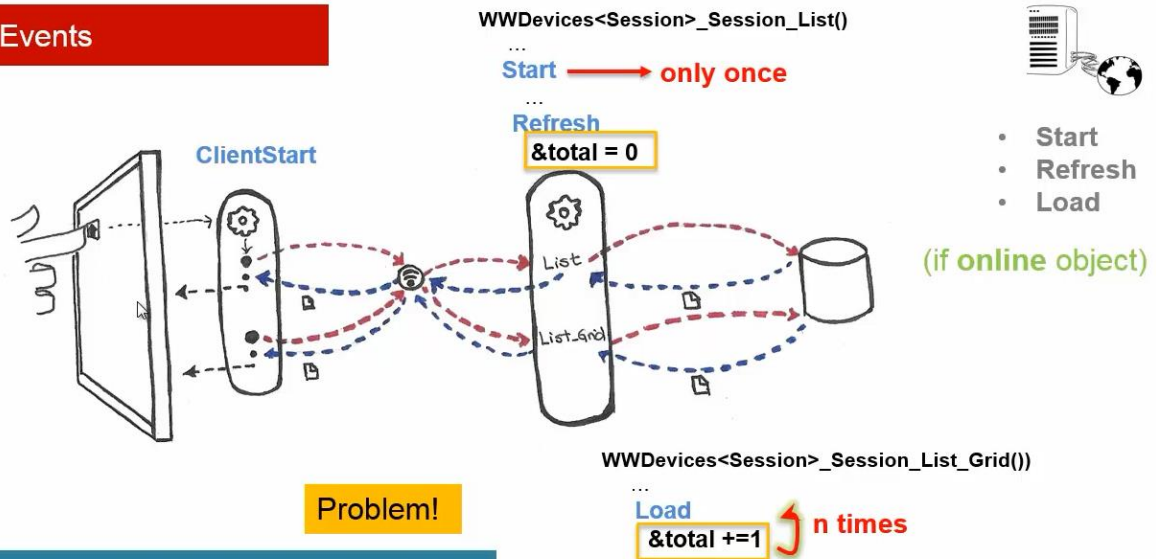 Events
WWDevices<Session>_Session_List()
...
Start only once
...
Refresh
&total = 0
ClientStart
• Start
• Refresh
• Load
(if online object)
List
List_Grid
WWDevices<Session>_Session_List_Grid())
...
Problem!
Load
&total +=1
n times